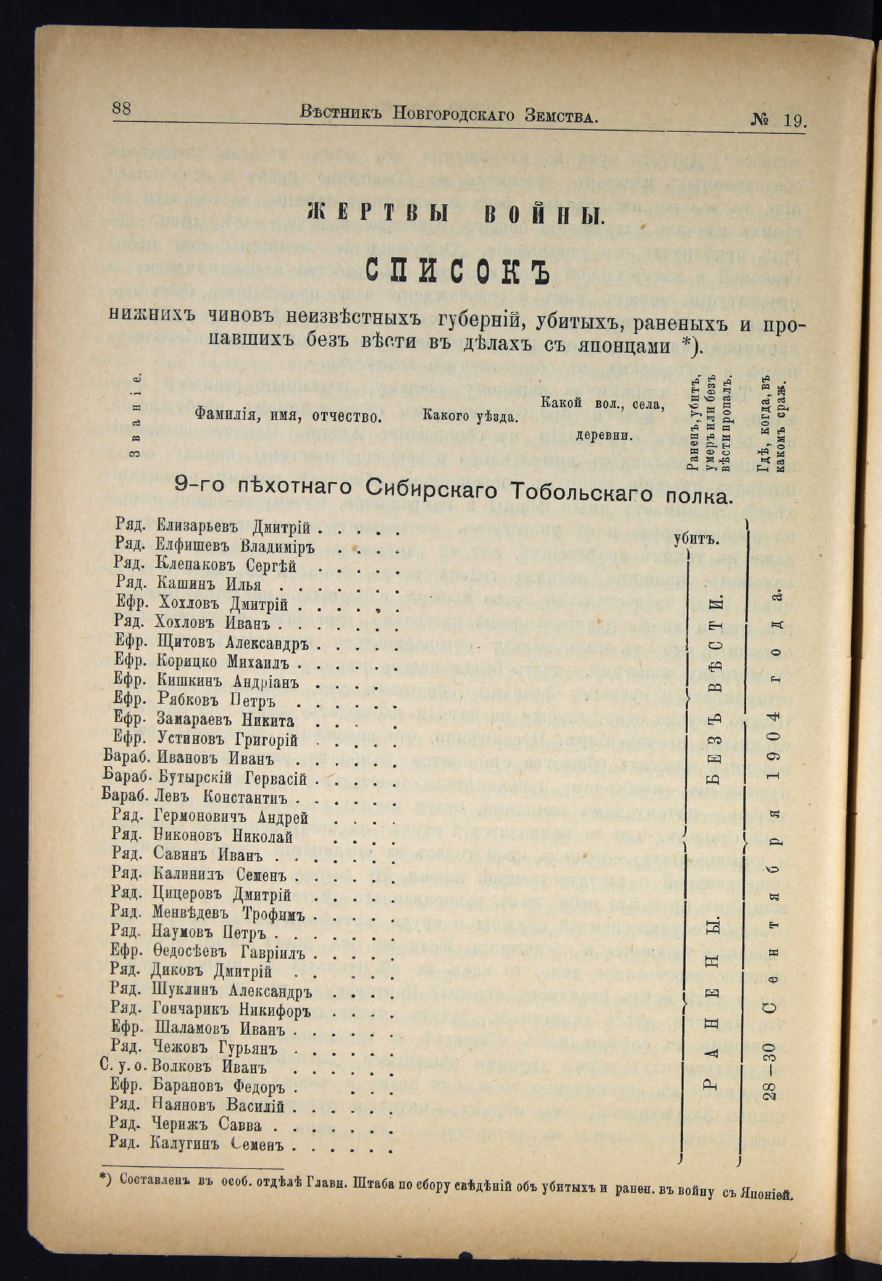 88
Вѣстникъ Новгородскаго Земства.
№ 19.
ЖЕРТВЫ ВОЙНЫ.
СПИСОКЪ
нижнихъ чиновъ неизвѣстныхъ губерній, убитыхъ, раненыхъ и про-
павшихъ безъ вѣсти въ дѣлахъ съ японцами *).
Званіе.
Фамилія, имя, отчество.
Какого уѣзда.
Какой вол., села,
деревни.
Раненъ, убитъ,
умеръ или безъ
вѣсти пропалъ.
Гдѣ, когда, въ
какомъ сраж.
9-го пѣхотнаго Сибирскаго Тобольскаго полка.
Ряд. Елизарьевъ Дмитрій . . . . .
Ряд. Елфишевъ Владиміръ . . . . убитъ.
Ряд. Клепаковъ Сергѣй . . . . .
Ряд. Кашинъ Илья . . . . . . .
Ефр. Хохловъ Дмитрій . . . . . .
Ряд. Хохловъ Иванъ . . . . . . .
Ефр. Щитовъ Александръ . . . . .
Ефр. Корицко Михаилъ . . . . . .
Ефр. Кишкинъ Андріанъ . . . .
Ефр. Рябковъ Петръ . . . . . .
Ефр. Замараевъ Никита . . .
Ефр. Устиновъ Григорій . . . . .
Бараб. Ивановъ Иванъ . . . . . .
Бараб. Бутырскій Гервасій . . . . .
Бараб. Левъ Константинъ . . . . . .
Ряд. Гермоновичъ Андрей . . . .
Ряд. Никоновъ Николай . . . .
Ряд. Савинъ Иванъ . . . . . . .
Ряд. Калинилъ Семенъ . . . . . .
Ряд. Цицеровъ Дмитрій . . . . .
Ряд. Менвѣдевъ Трофимъ . . . . .
Ряд. Наумовъ Петръ . . . . . . .
Ефр. Ѳедосѣевъ Гавріилъ . . . . .
Ряд. Диковъ Дмитрій . . . . . .
Ряд. Шуклинъ Александръ . . . .
Ряд. Гончарикъ Никифоръ . . . .
Ефр. Шаламовъ Иванъ . . . . . .
Ряд. Чежовъ Гурьянъ . . . . . .
С. у. о. Волковъ Иванъ . . . . . .
Ефр. Барановъ Федоръ . . . .
Ряд. Наяновъ Василій . . . . . .
Ряд. Черижъ Савва . . . . . . .
Ряд. Калугинъ Семенъ . . . . . .
БЕЗЪ ВѢСТИ.
РАНЕНЫ.
28—30 Сентября 1904 года.
*) Составленъ въ особ. отдѣлѣ Главн. Штаба по сбору свѣдѣній объ убитыхъ и ранен. въ войну съ Японіей.